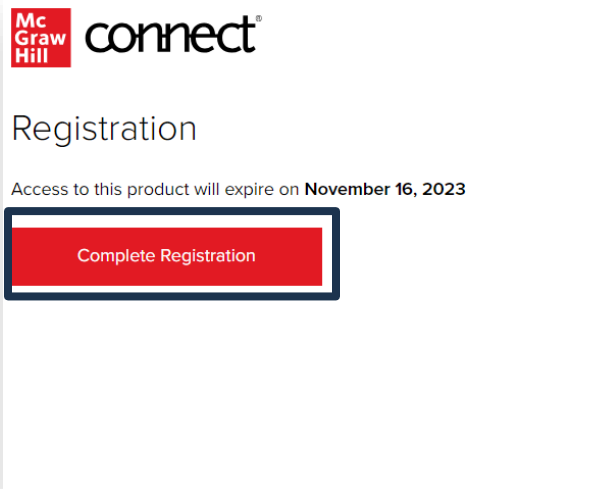 Mc
Graw
Hill
connect®
Registration
Access to this product will expire on November 16, 2023
Complete Registration